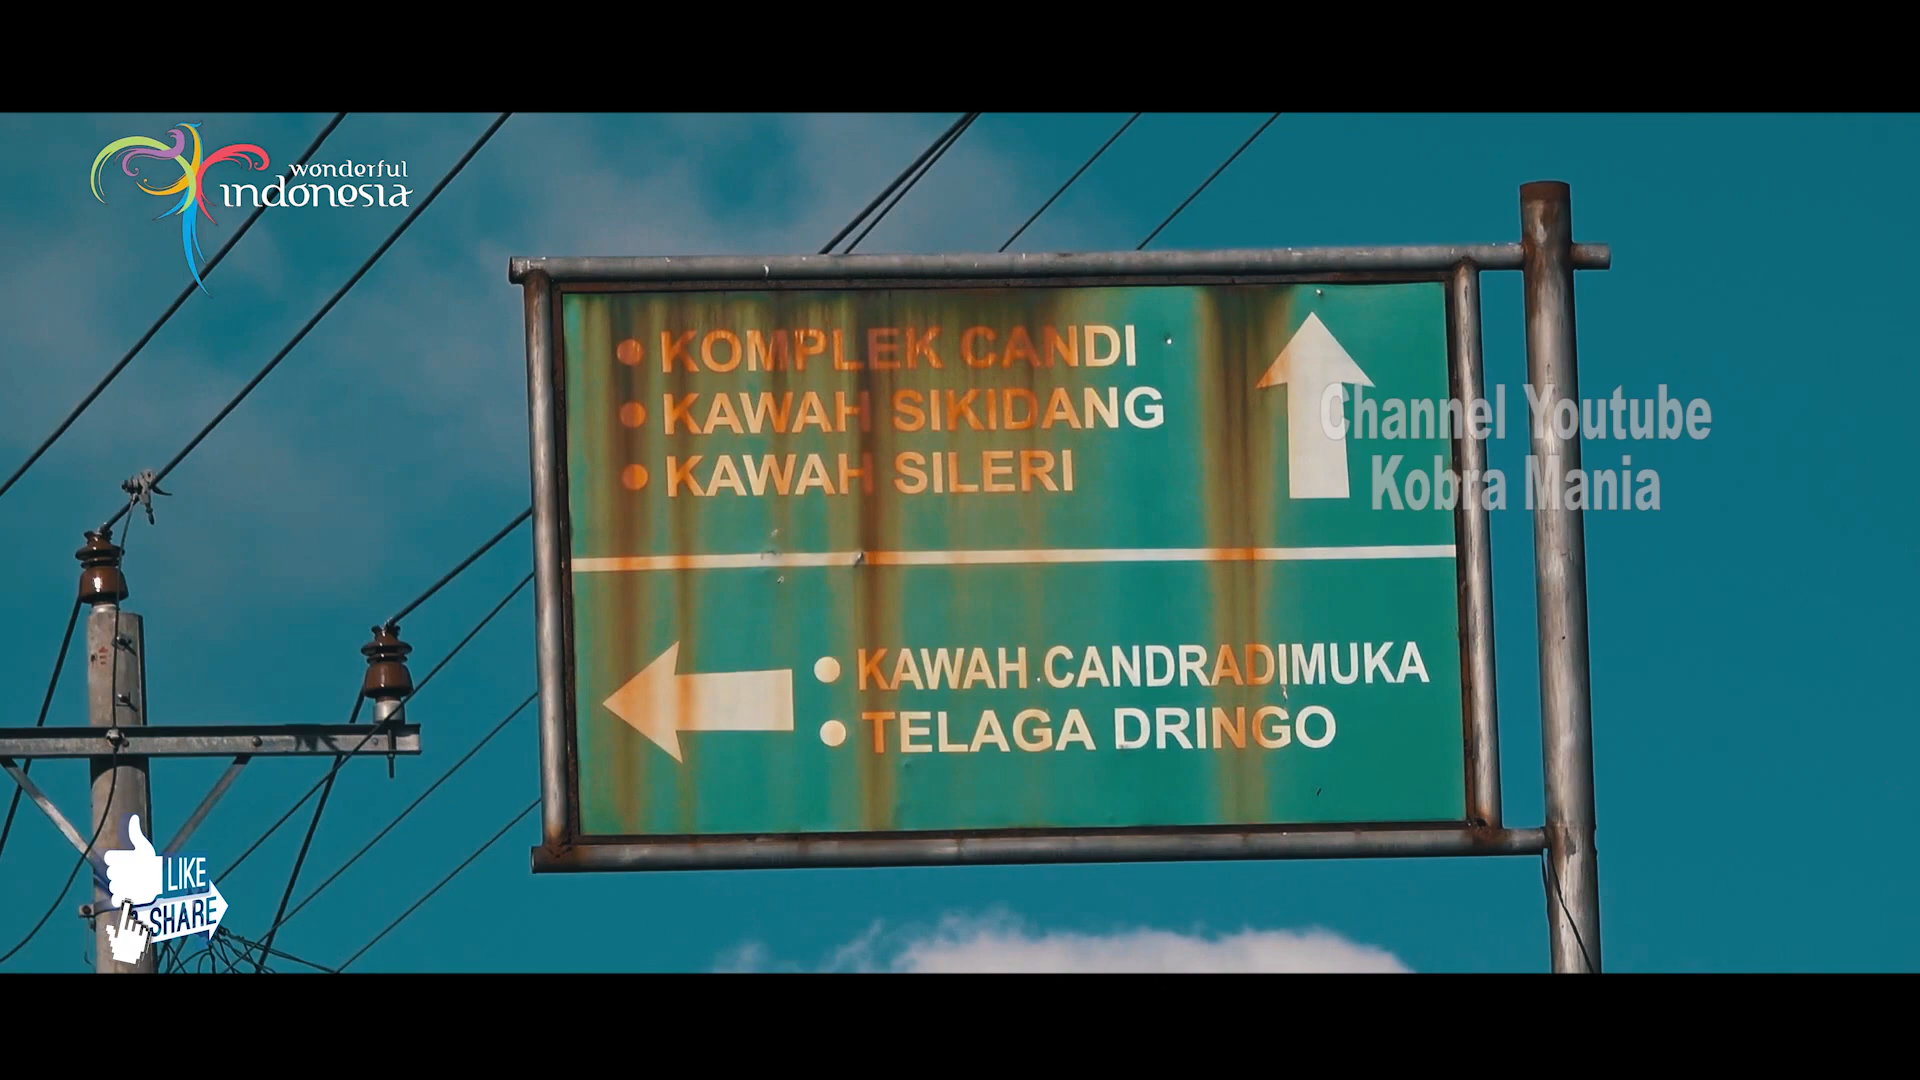 wonderful
indonesia
• KOMPLEK CANDI
• KAWAH SIKIDANG
• KAWAH SILERI
Channel Youtube
Kobra Mania
• KAWAH CANDRADIMUKA
• TELAGA DRINGO
LIKE
SHARE